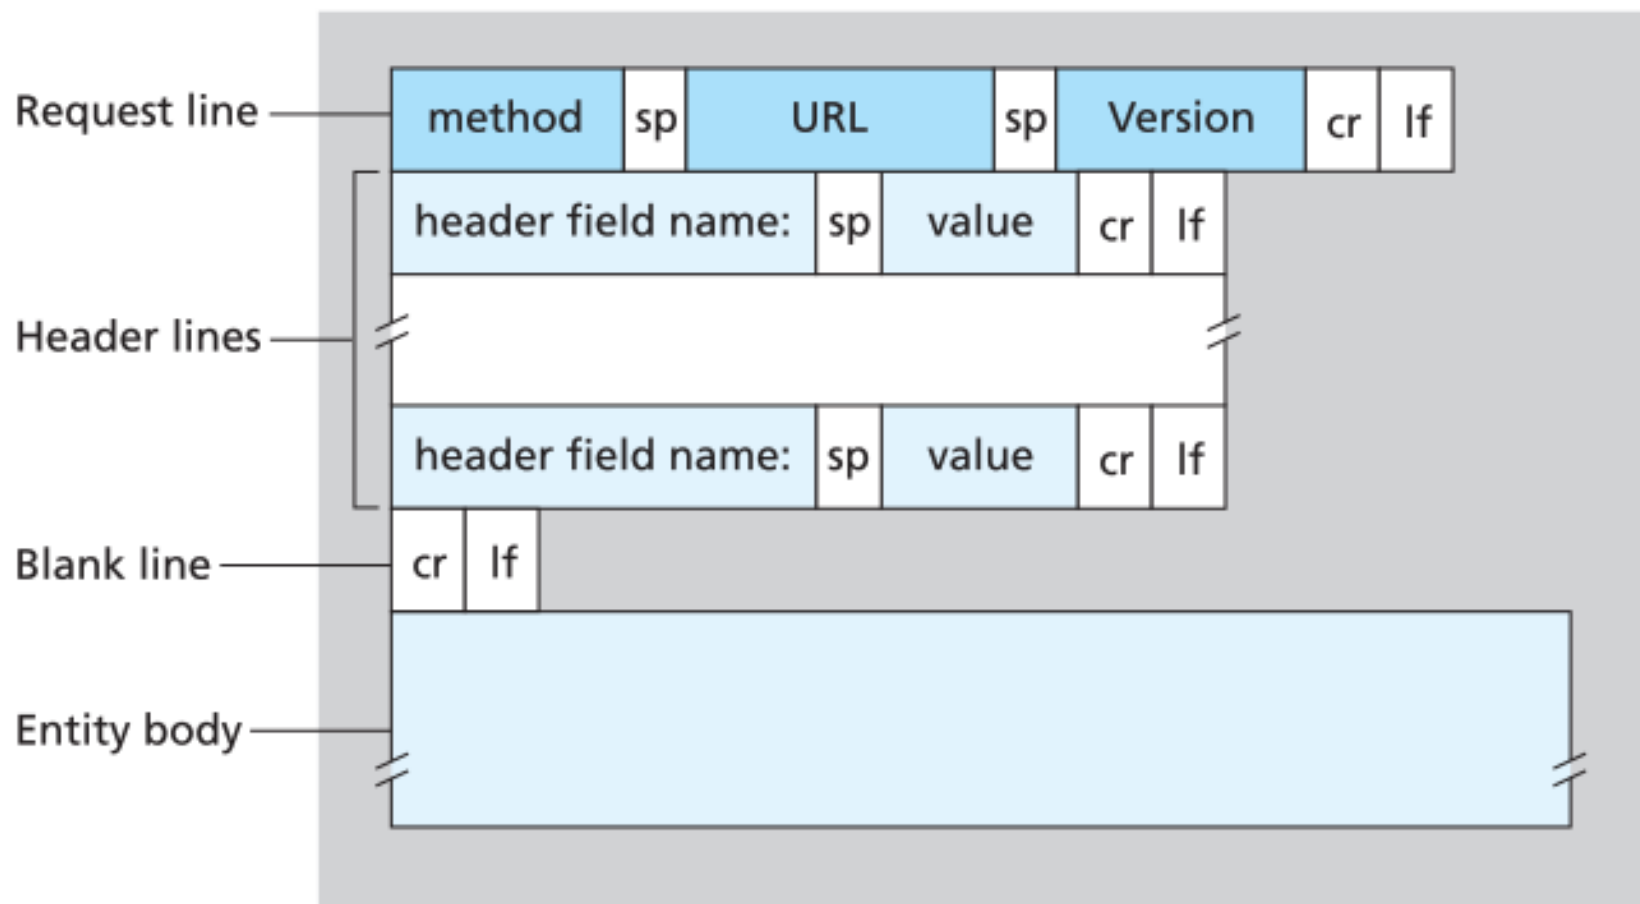 Request line method sp URL sp Version cr lf
header field name: sp value cr lf
Header lines
header field name: sp value cr lf
Blank line cr lf
Entity body